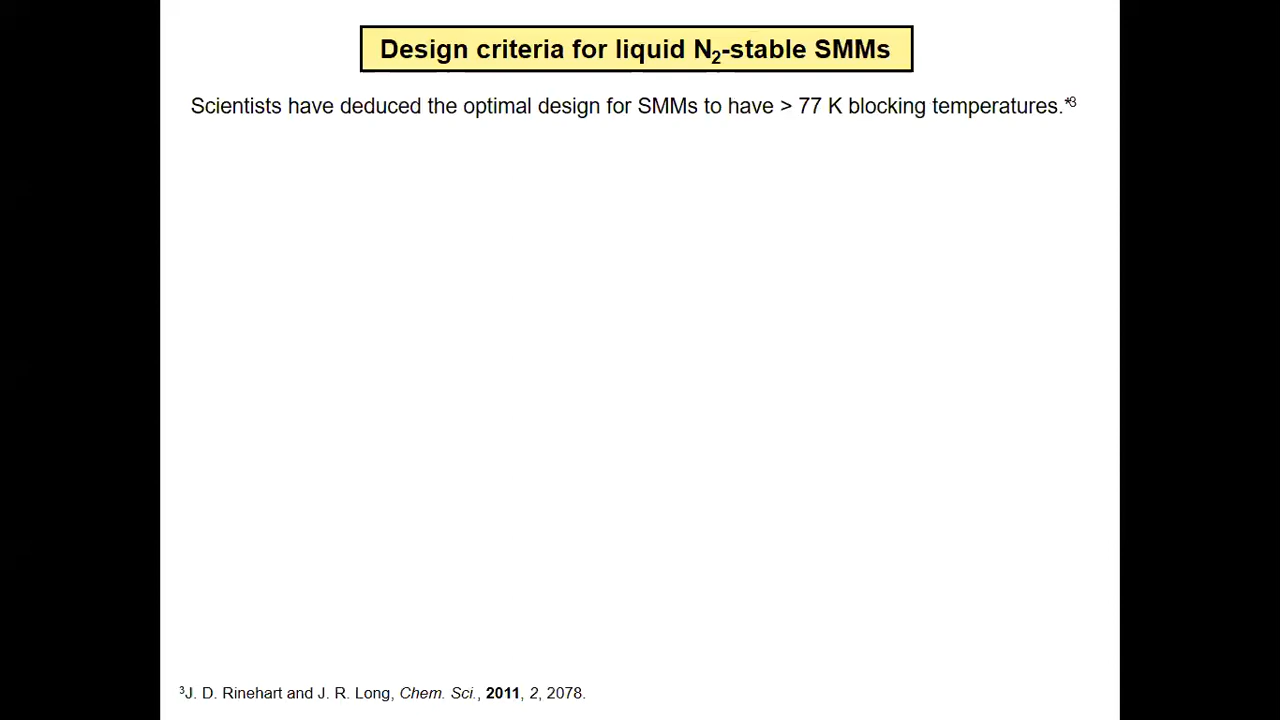 Design criteria for liquid N₂-stable SMMs
Scientists have deduced the optimal design for SMMs to have > 77 K blocking temperatures.*³
³J. D. Rinehart and J. R. Long, Chem. Sci., 2011, 2, 2078.